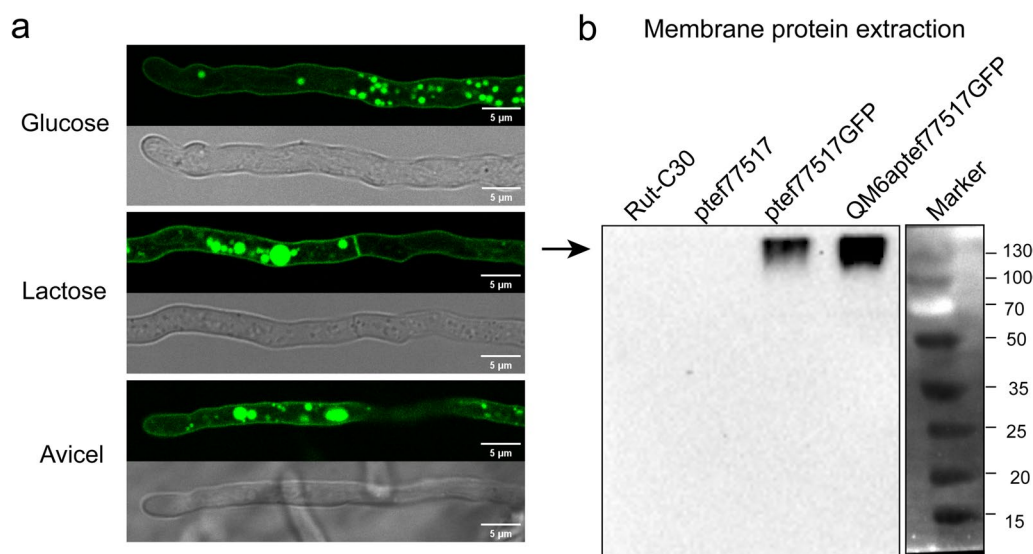 a
Glucose
5 μm
5 μm
Lactose
5 μm
5 μm
Avicel
5 μm
5 μm
b
Membrane protein extraction
Rut-C30
ptef77517
ptef77517GFP
QM6aptef77517GFP
Marker
130
100
70
50
35
25
20
15